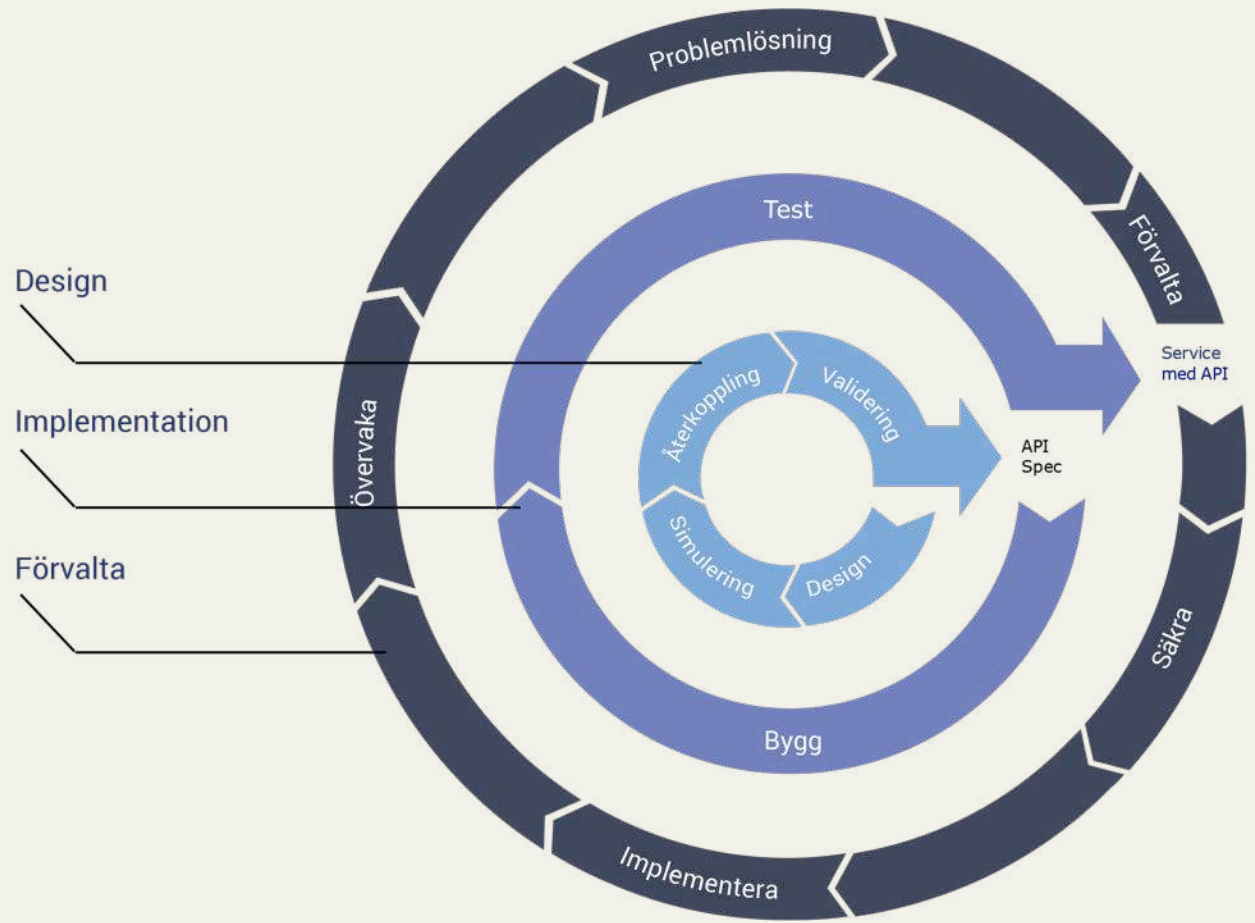 Problemlösning
Test
Förvalta
Design
Service
med API
Återkoppling
Validering
Övervaka
Implementation
API
Spec
Simulering
Design
Förvalta
Säkra
Bygg
Implementera